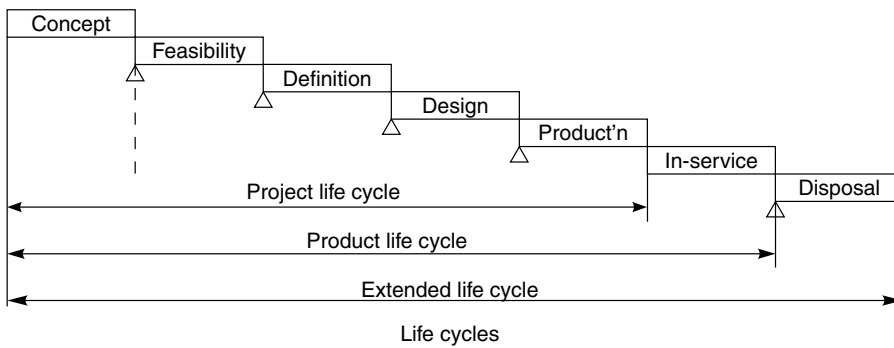 Concept
Feasibility
Definition
Design
Product'n
In-service
Disposal
Project life cycle
Product life cycle
Extended life cycle
Life cycles